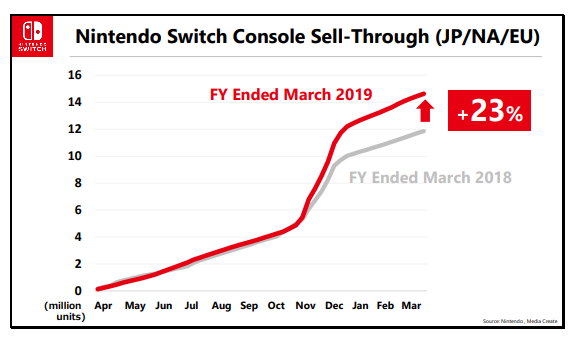 NINTENDO
SWITCH
Nintendo Switch Console Sell-Through (JP/NA/EU)
16
14
12
10
8
6
4
2
0
(million
units)
FY Ended March 2019
+23%
FY Ended March 2018
Apr May Jun Jul Aug Sep Oct Nov Dec Jan Feb Mar
Source: Nintendo, Media Create